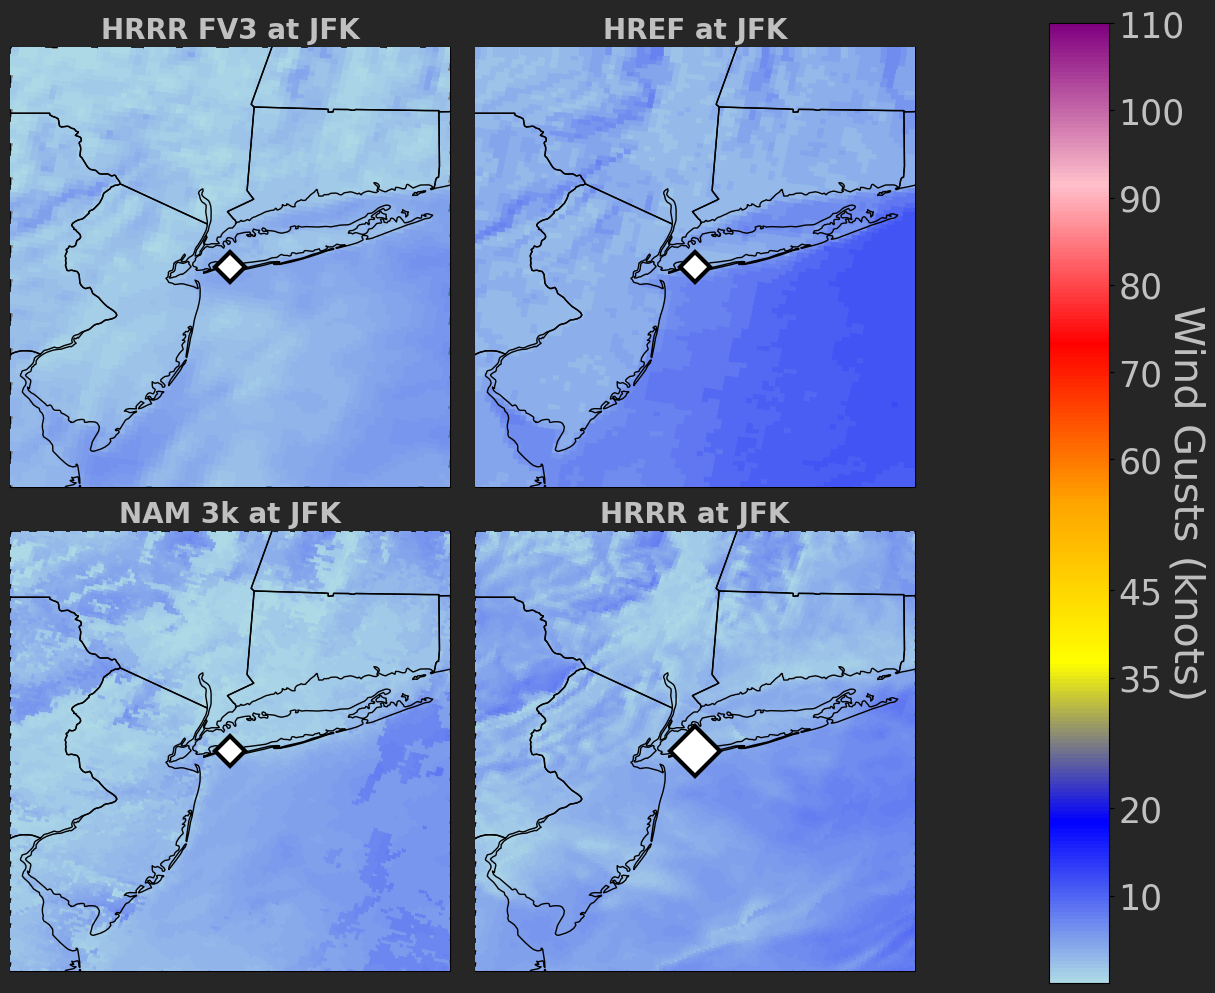 HRRR FV3 at JFK
HREF at JFK
NAM 3k at JFK
HRRR at JFK
110
100
90
80
70
60
45
35
20
10
Wind Gusts (knots)